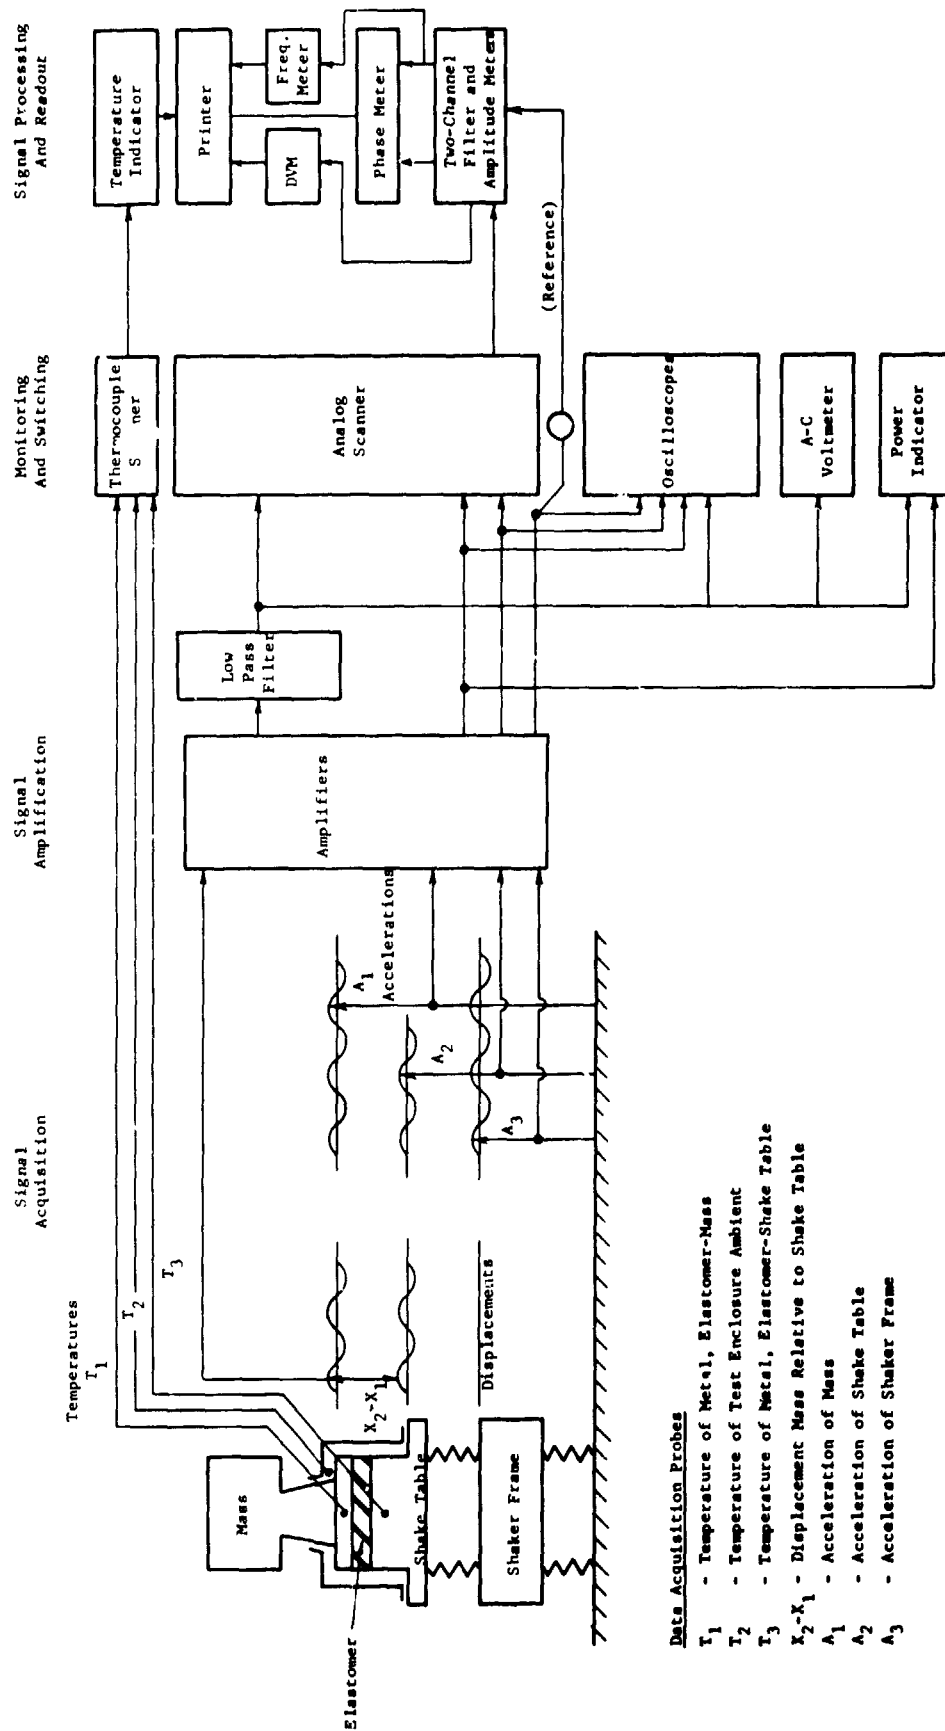 Signal
Acquisition
Signal
Amplification
Monitoring
And Switching
Signal Processing
And Readout
Temperatures
T1
T2
T3
Thermocouple
S ner
Temperature
Indicator
Printer
DVM
Freq.
Meter
Phase Meter
Two-Channel
Filter and
Amplitude Meters
Low
Pass
Filter
Amplifiers
Analog
Scanner
(Reference)
Oscilloscopes
A-C
Voltmeter
Power
Indicator
Accelerations
A1
A2
A3
X2-X1
Displacements
Mass
Elastomer
Shake Table
Shaker Frame
Data Acquisition Probes
T1 - Temperature of Metal, Elastomer-Mass
T2 - Temperature of Test Enclosure Ambient
T3 - Temperature of Metal, Elastomer-Shake Table
X2-X1 - Displacement Mass Relative to Shake Table
A1 - Acceleration of Mass
A2 - Acceleration of Shake Table
A3 - Acceleration of Shaker Frame